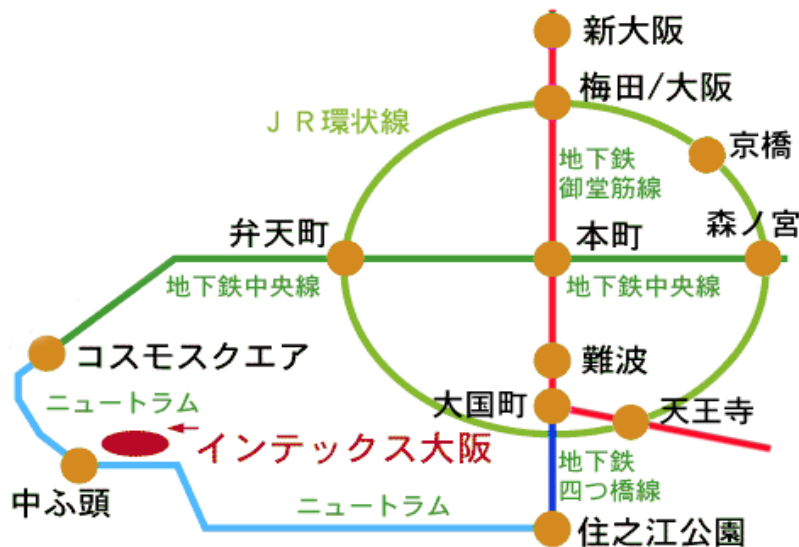 新大阪
梅田/大阪
ＪＲ環状線
京橋
地下鉄
御堂筋線
弁天町
本町
森ノ宮
地下鉄中央線
地下鉄中央線
コスモスクエア
難波
ニュートラム
大国町
天王寺
インテックス大阪
地下鉄
四つ橋線
中ふ頭
ニュートラム
住之江公園